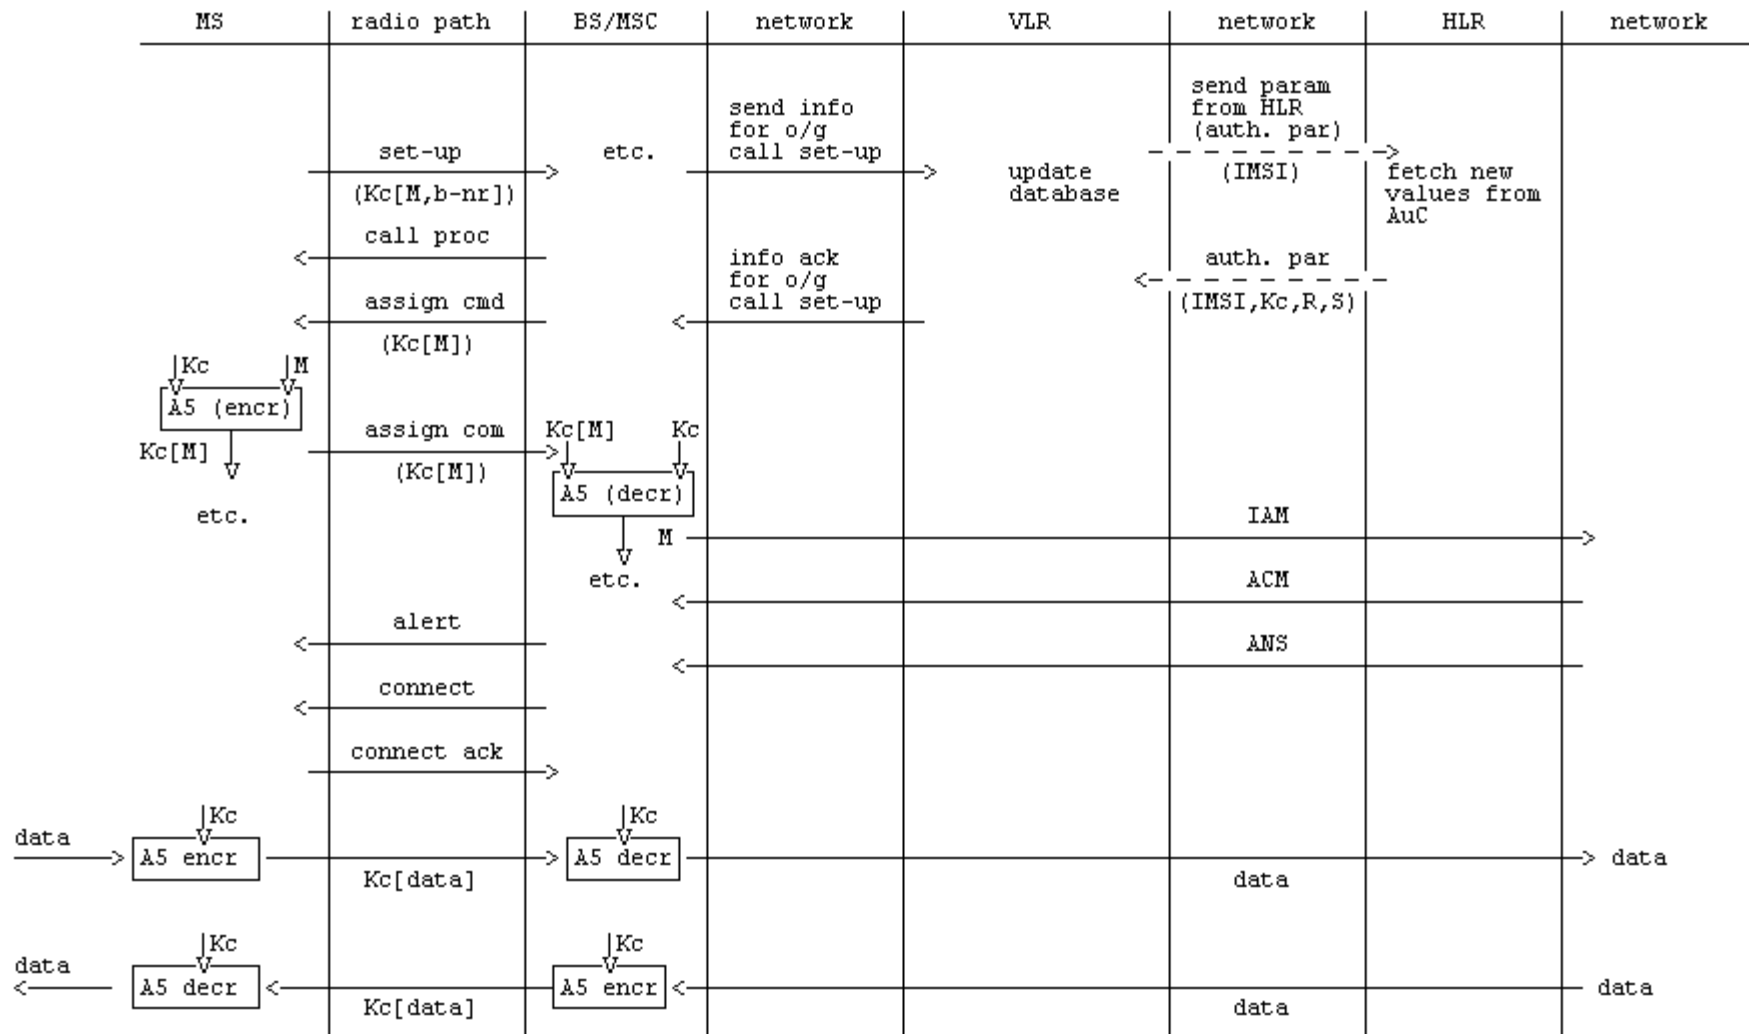 MS radio path BS/MSC network VLR network HLR network
send param
from HLR
(auth. par)
send info
for o/g
call set-up
set-up etc.
(Kc[M,b-nr])
update
database
(IMSI)
fetch new
values from
AuC
call proc
info ack
for o/g
call set-up
auth. par
(IMSI,Kc,R,S)
assign cmd
(Kc[M])
Kc M
A5 (encr)
Kc[M]
etc.
assign com
(Kc[M])
Kc[M] Kc
A5 (decr)
M
etc.
IAM
ACM
alert
ANS
connect
connect ack
Kc Kc
data A5 encr A5 decr data
Kc[data] data
Kc Kc
data A5 decr A5 encr data
Kc[data] data